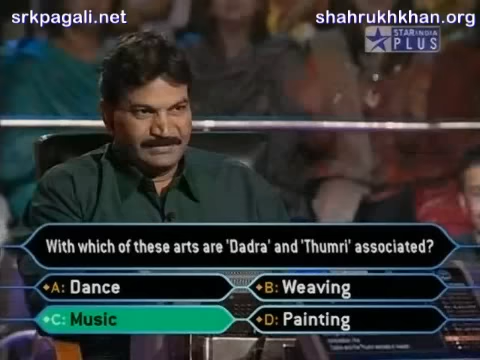 srkpagali.net
shahrukhkhan.org
STAR INDIA
PLUS
With which of these arts are 'Dadra' and 'Thumri' associated?
A: Dance
B: Weaving
C: Music
D: Painting